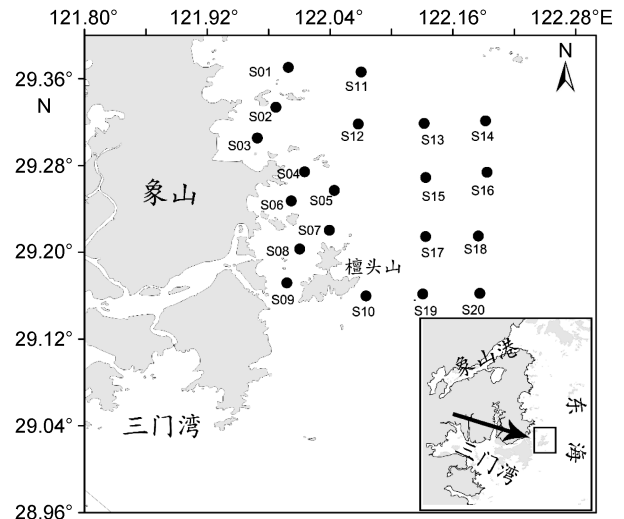 121.80 121.92 122.04 122.16 122.28°E
29.36°
N
29.28°
29.20°
29.12°
29.04°
28.96°
N
S01
S11
S02
S12
S13
S14
S03
S04
S05
S06
S15
S16
S07
S08
S17
S18
S09
S10
S19
S20
象山
檀头山
三门湾
象山港
东海
三门湾